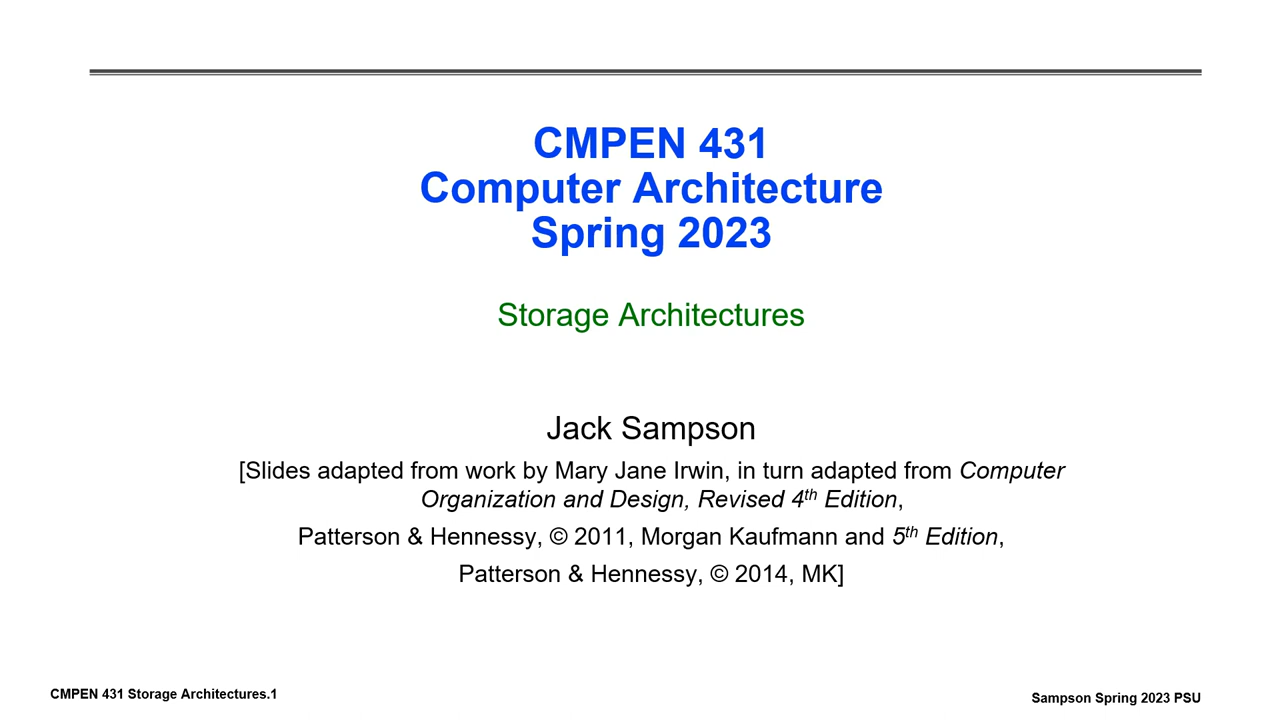 CMPEN 431
Computer Architecture
Spring 2023
Storage Architectures
Jack Sampson
[Slides adapted from work by Mary Jane Irwin, in turn adapted from Computer
Organization and Design, Revised 4th Edition,
Patterson & Hennessy, © 2011, Morgan Kaufmann and 5th Edition,
Patterson & Hennessy, © 2014, MK]
CMPEN 431 Storage Architectures.1
Sampson Spring 2023 PSU